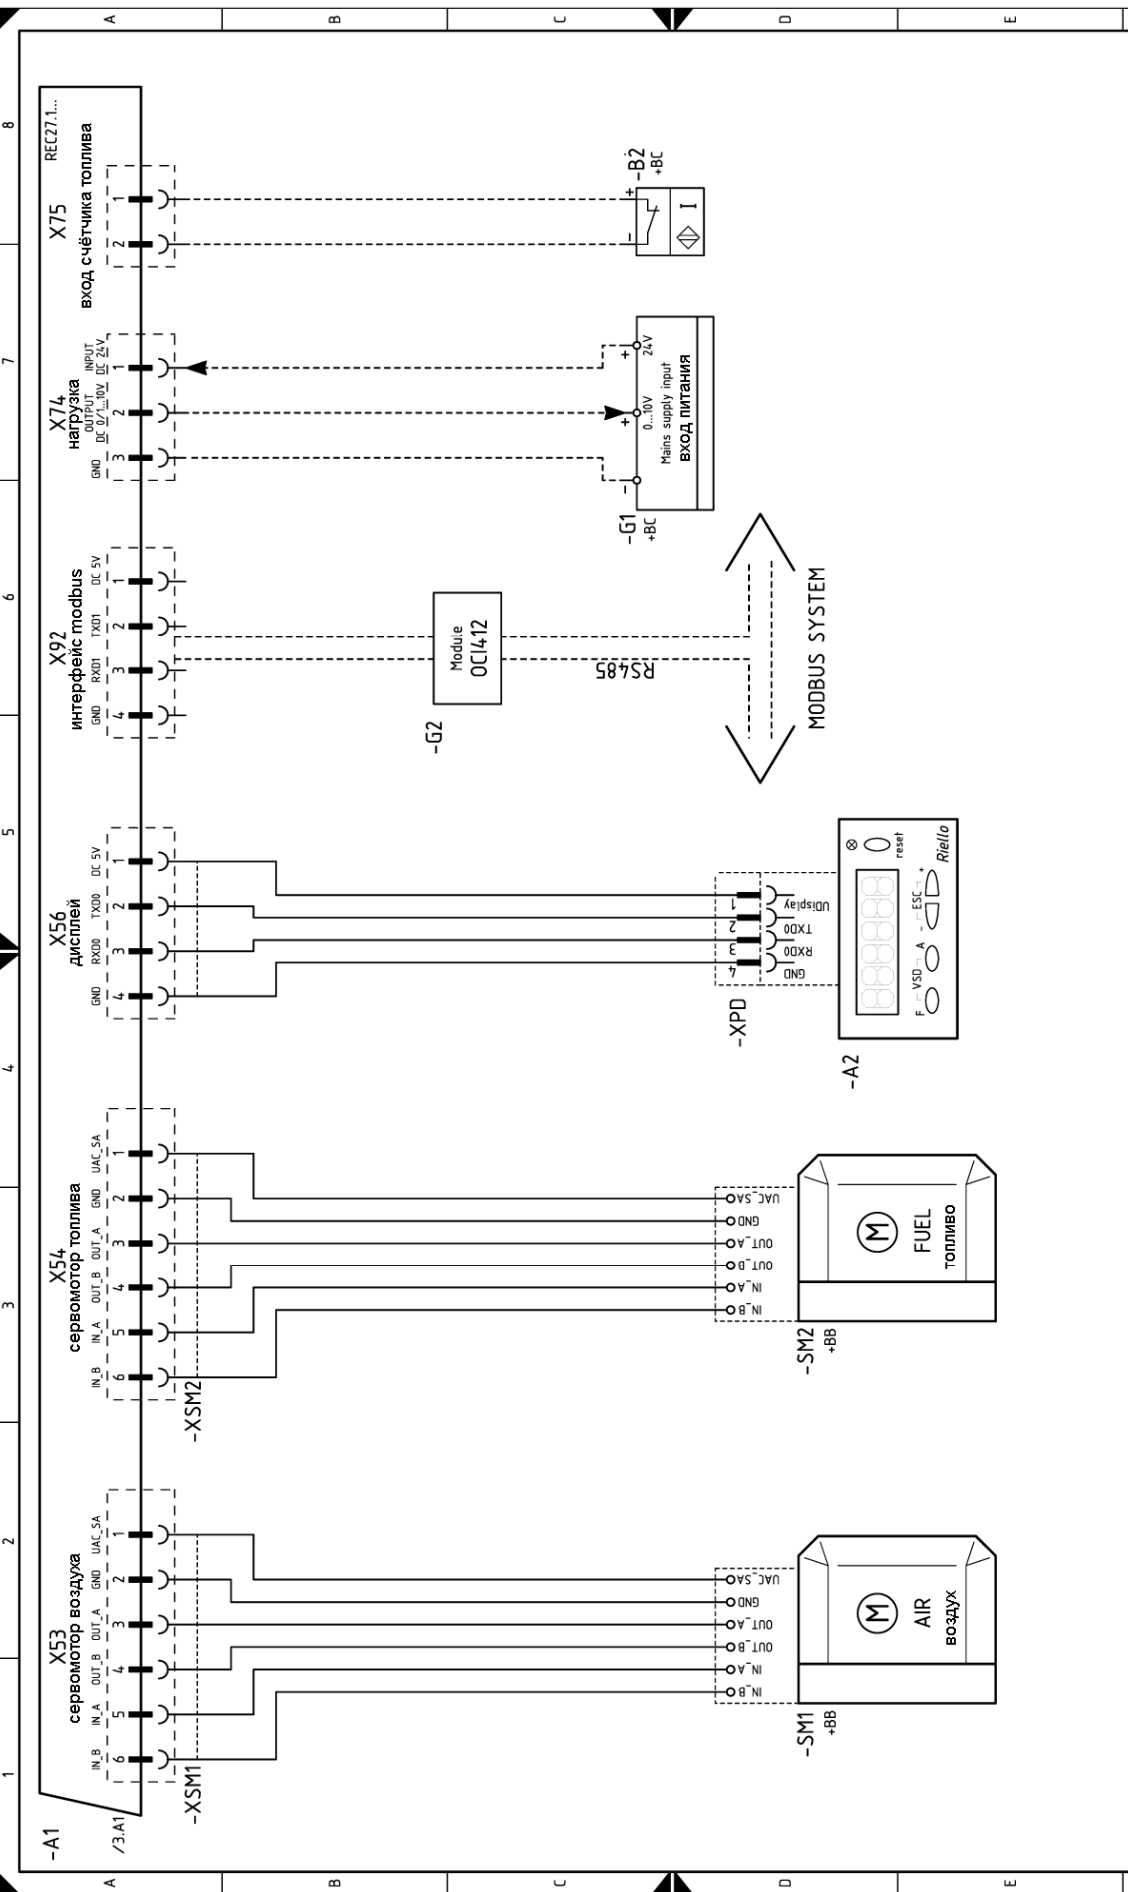 1
2
3
4
5
6
7
8
A
B
C
D
E
A
B
C
D
E
-A1
/3.A1
REC27.1...
X53
сервомотор воздуха
IN_B
IN_A
OUT_B
OUT_A
GND
UAC_SA
6
5
4
3
2
1
-XSM1
IN_B
IN_A
OUT_B
OUT_A
GND
UAC_SA
-SM1
+BB
M
AIR
воздух
X54
сервомотор топлива
IN_B
IN_A
OUT_B
OUT_A
GND
UAC_SA
6
5
4
3
2
1
-XSM2
IN_B
IN_A
OUT_B
OUT_A
GND
UAC_SA
-SM2
+BB
M
FUEL
топливо
X56
дисплей
GND
RXD0
TXD0
DC 5V
4
3
2
1
-XPD
4
3
2
1
GND
RXD0
TXD0
UDisplay
-A2
F
VSD
A
-
ESC
+
reset
Riello
X92
интерфейс modbus
GND
RXD1
TXD1
DC 5V
4
3
2
1
-G2
Module
OCI412
RS485
MODBUS SYSTEM
X74
нагрузка
GND
OUTPUT
DC 0/1...10V
INPUT
DC 24V
3
2
1
-G1
+BC
-
+
+
0...10V
24V
Mains supply input
вход питания
X75
вход счётчика топлива
2
1
-B2
+BC
-
+
I